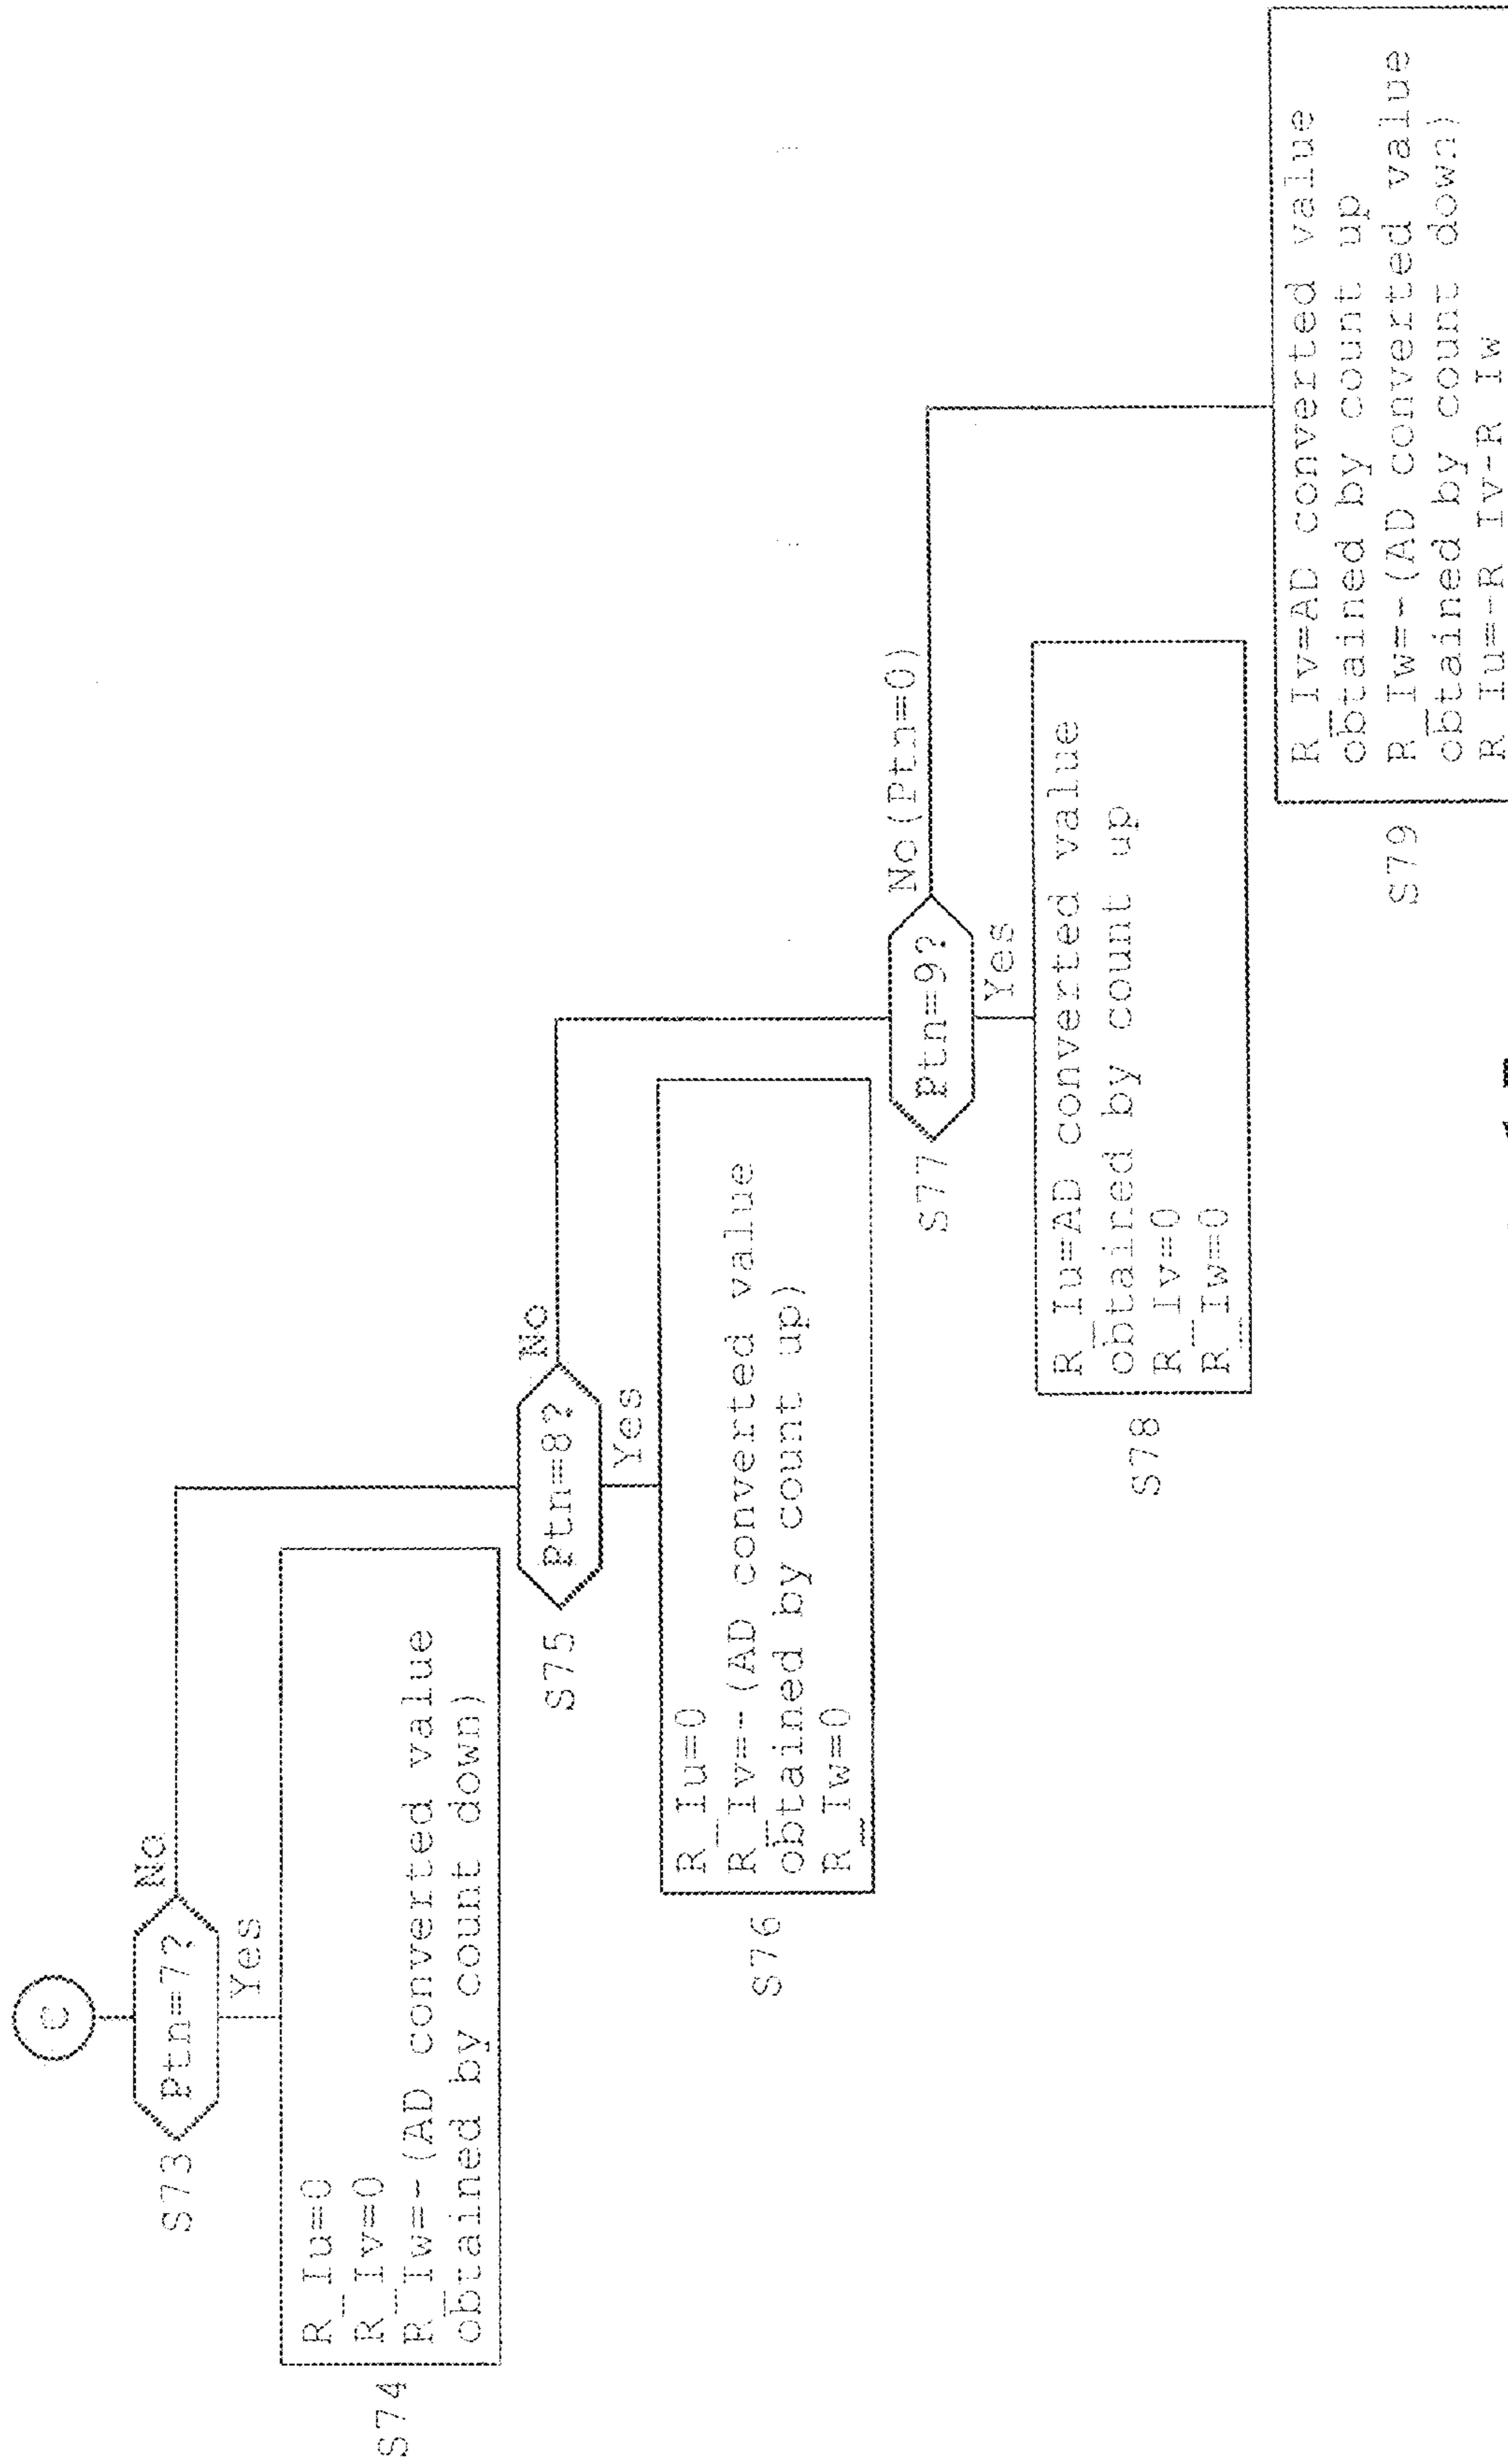 c
S73
Ptn=7?
No
Yes
S74
R_Iu=0
R_Iv=0
R_Iw=-(AD converted value
obtained by count down)
S75
Ptn=8?
No
Yes
S76
R_Iu=0
R_Iv=-(AD converted value
obtained by count up)
R_Iw=0
S77
Ptn=9?
No(Ptn=0)
Yes
S78
R_Iu=AD converted value
obtained by count up
R_Iv=0
R_Iw=0
S79
R_Iv=AD converted value
obtained by count up
R_Iw=-(AD converted value
obtained by count down)
R Iu=-R Iv-R Iw